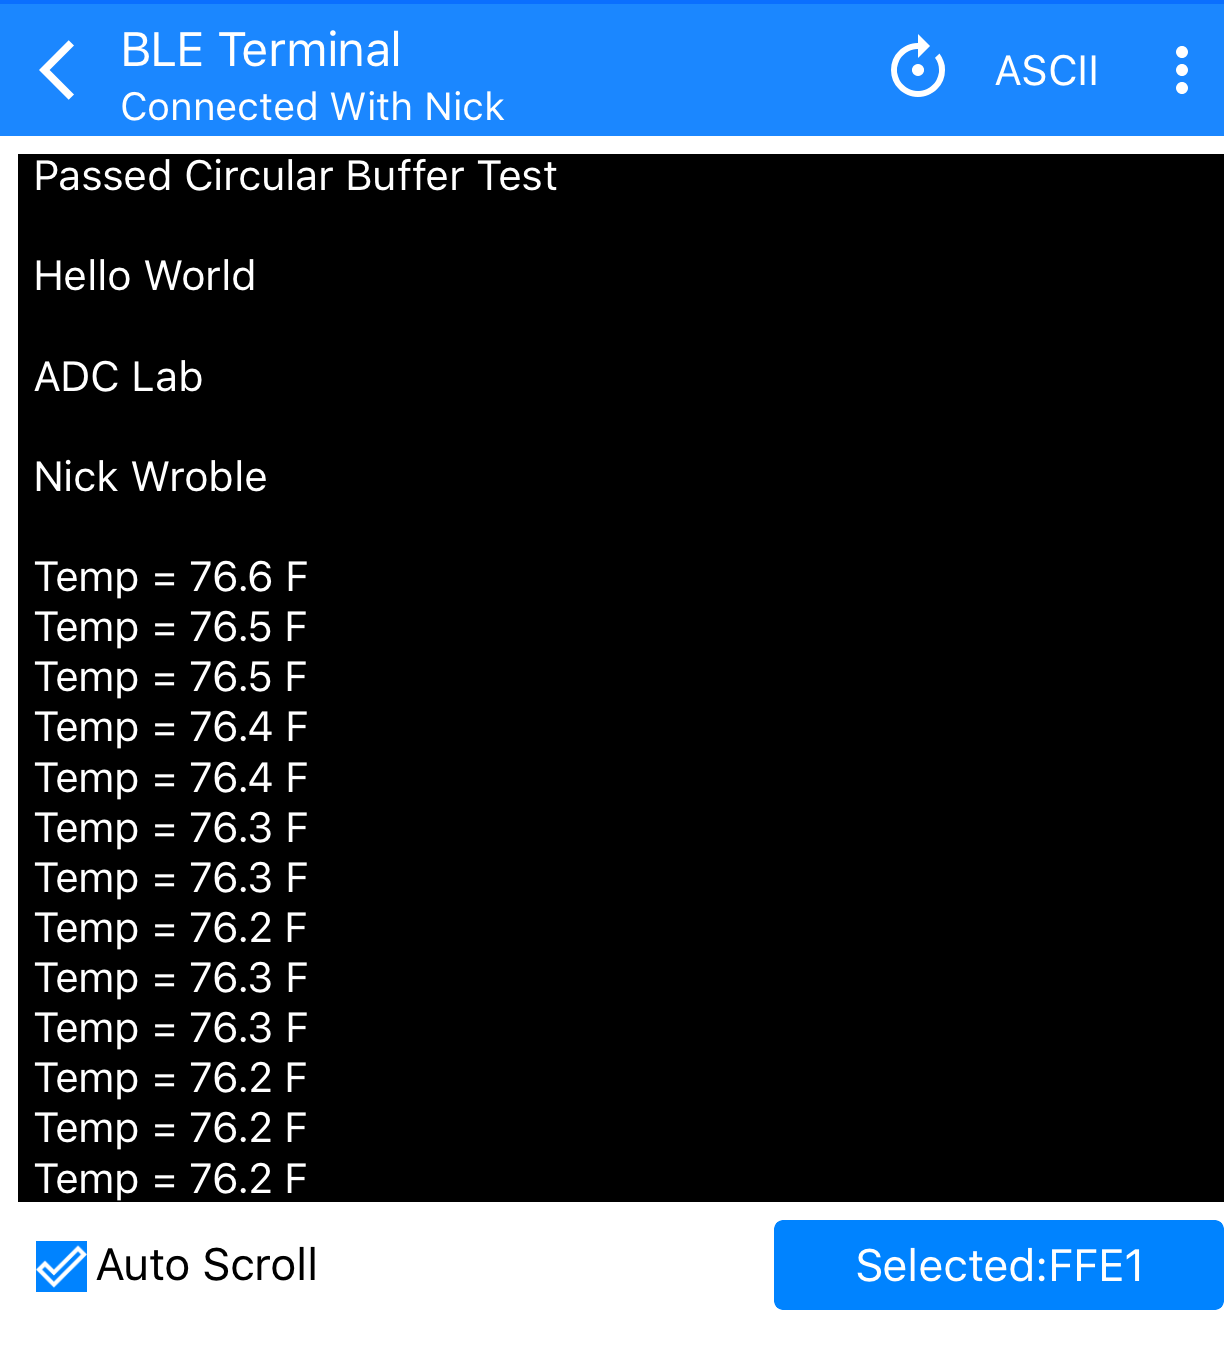 BLE Terminal
Connected With Nick
ASCII
Passed Circular Buffer Test
Hello World
ADC Lab
Nick Wroble
Temp = 76.6 F
Temp = 76.5 F
Temp = 76.5 F
Temp = 76.4 F
Temp = 76.4 F
Temp = 76.3 F
Temp = 76.3 F
Temp = 76.2 F
Temp = 76.3 F
Temp = 76.3 F
Temp = 76.2 F
Temp = 76.2 F
Temp = 76.2 F
Auto Scroll
Selected:FFE1